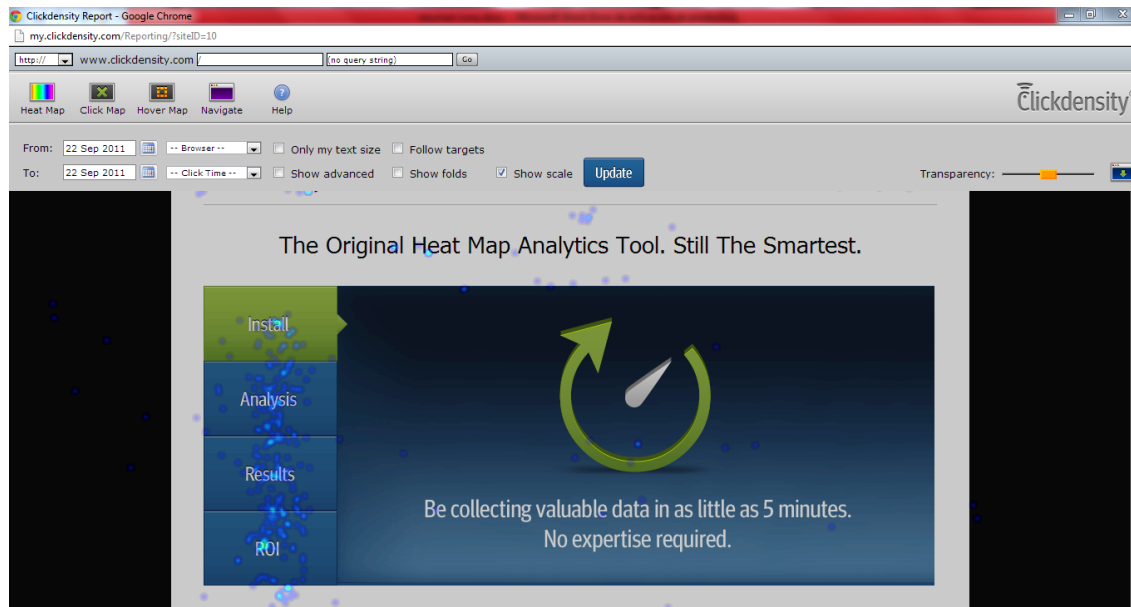 Clickdensity Report - Google Chrome
my.clickdensity.com/Reporting/?siteID=10
http:// www.clickdensity.com / (no query string) Go
Heat Map Click Map Hover Map Navigate Help
Clickdensity
From: 22 Sep 2011 -- Browser -- Only my text size Follow targets
To: 22 Sep 2011 -- Click Time -- Show advanced Show folds Show scale Update Transparency:
The Original Heat Map Analytics Tool. Still The Smartest.
Install
Analysis
Results
ROI
Be collecting valuable data in as little as 5 minutes.
No expertise required.